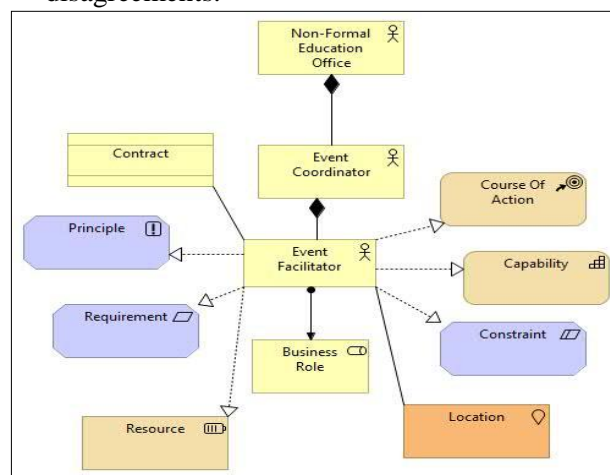 disagreements.
Non-Formal
Education
Office
Contract
Event
Coordinator
Course Of
Action
Principle
Event
Facilitator
Capability
Requirement
Constraint
Business
Role
Resource
Location